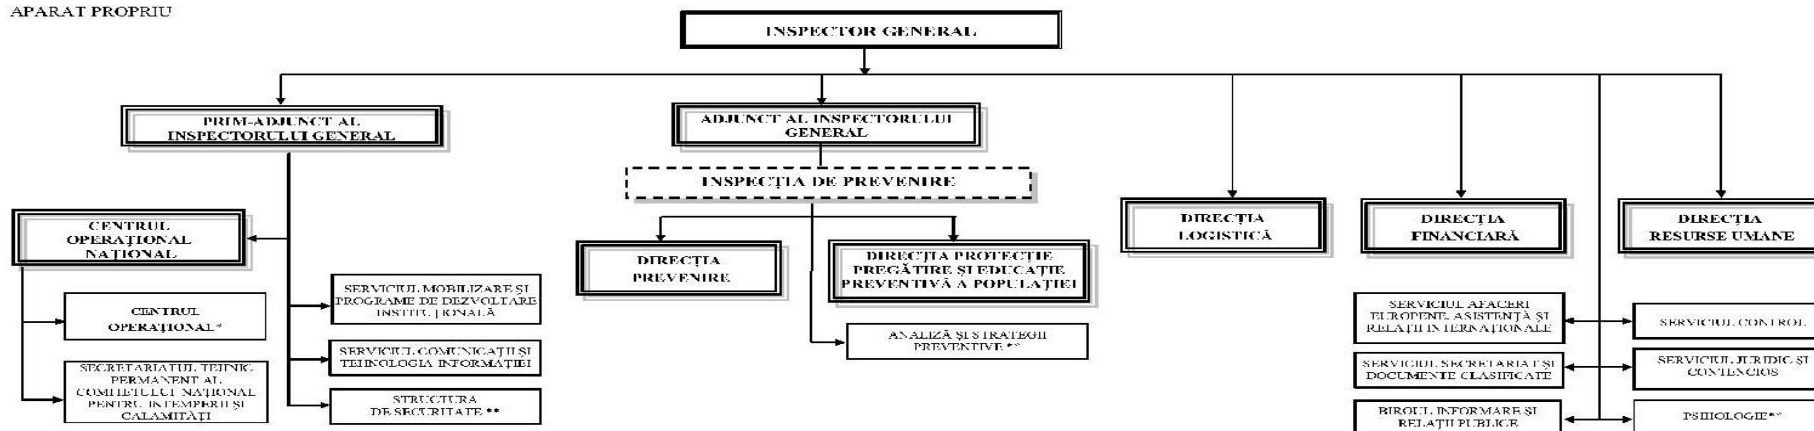 APARAT PROPRIU
INSPECTOR GENERAL
PRIM-ADJUNCT AL
INSPECTORULUI GENERAL
ADJUNCT AL INSPECTORULUI
GENERAL
INSPECȚIA DE PREVENIRE
CENTRUL
OPERAȚIONAL
NAȚIONAL
DIRECȚIA
PREVENIRE
DIRECȚIA PROTECȚIE
PREGĂTIRE ȘI EDUCAȚIE
PREVENTIVĂ A POPULAȚIEI
DIRECȚIA
LOGISTICĂ
DIRECȚIA
FINANCIARĂ
DIRECȚIA
RESURSE UMANE
CENTRUL
OPERAȚIONAL*
SECRETARIATUL TEHNIC
PERMANENT AL
COMITETULUI NAȚIONAL
PENTRU INTEMPERII ȘI
CALAMITĂȚI
SERVICIUL MOBILIZARE ȘI
PROGRAME DE DEZVOLTARE
INSTITUȚIONALĂ
SERVICIUL COMUNICAȚII ȘI
TEHNOLOGIA INFORMAȚIEI
STRUCTURA
DE SECURITATE **
ANALIZĂ ȘI STRATEGII
PREVENTIVE **
SERVICIUL AFACERI
EUROPENE, ASISTENȚĂ ȘI
RELAȚII INTERNAȚIONALE
SERVICIUL CONTROL
SERVICIUL SECRETARIAT ȘI
DOCUMENTE CLASIFICATE
SERVICIUL JURIDIC ȘI
CONTENCIOS
BIROUL INFORMARE ȘI
RELAȚII PUBLICE
PSIHOLOGIE**